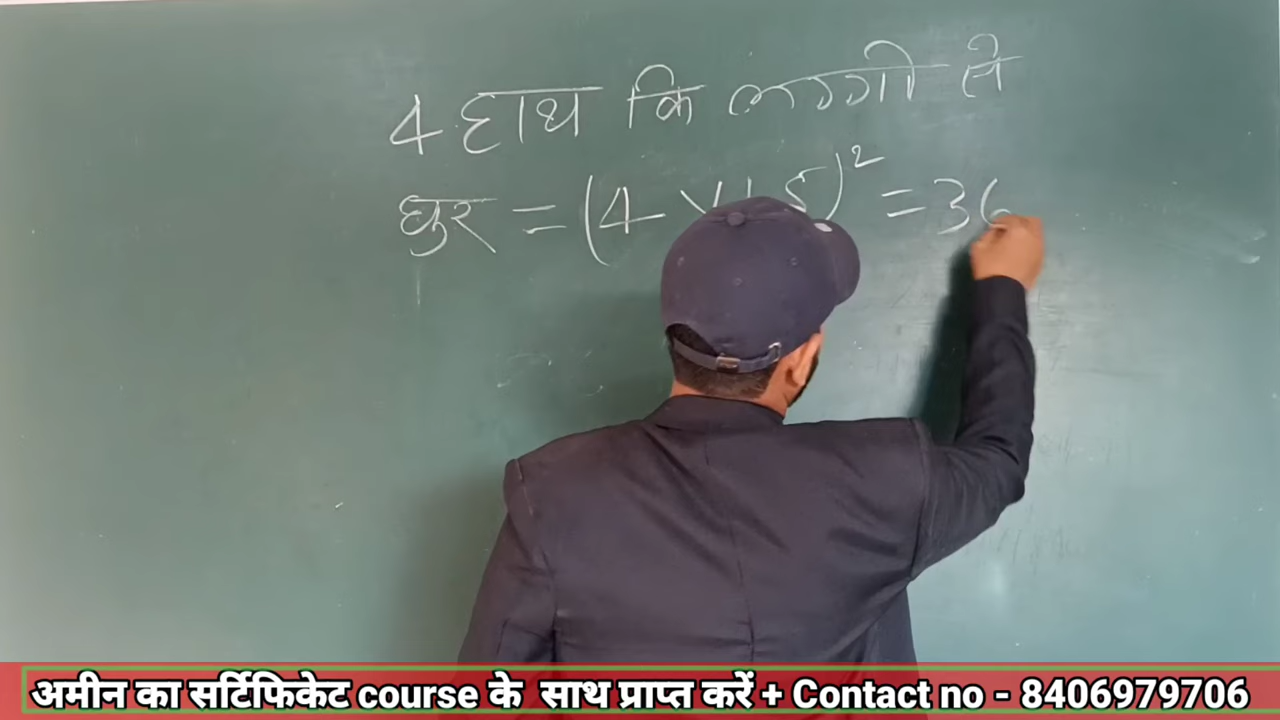 4 हाथ कि लग्गी से
धुर = (4 × 1.5)² = 36
अमीन का सर्टिफिकेट course के साथ प्राप्त करें + Contact no - 8406979706